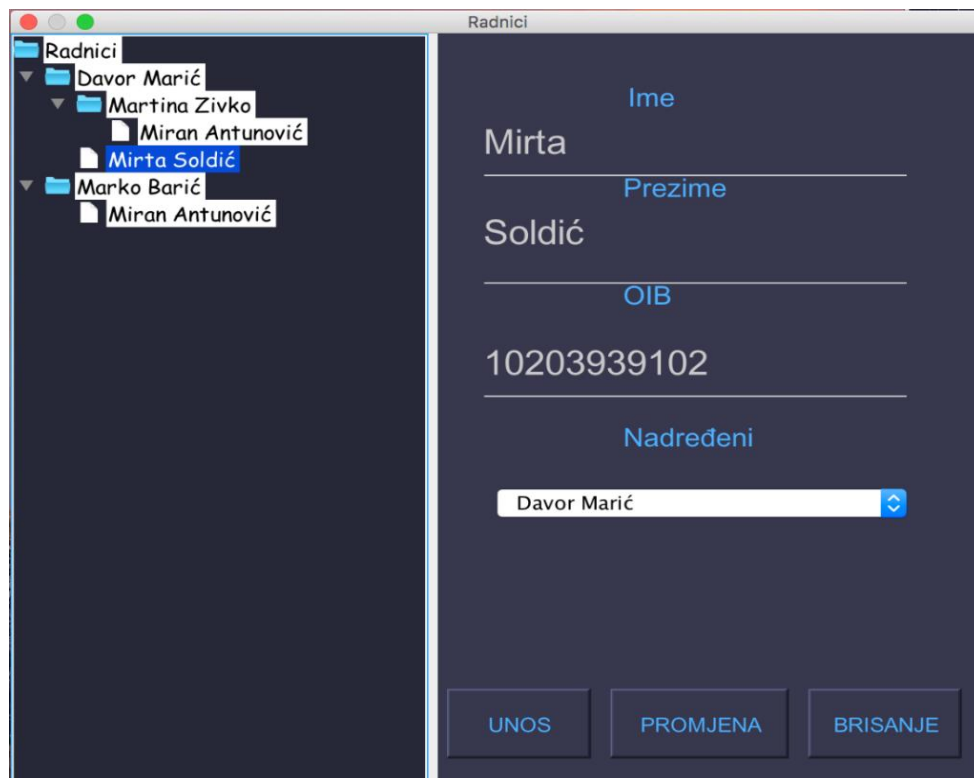 Radnici
Radnici
Davor Marić
Martina Zivko
Miran Antunović
Mirta Soldić
Marko Barić
Miran Antunović
Ime
Mirta
Prezime
Soldić
OIB
10203939102
Nadređeni
Davor Marić
UNOS PROMJENA BRISANJE